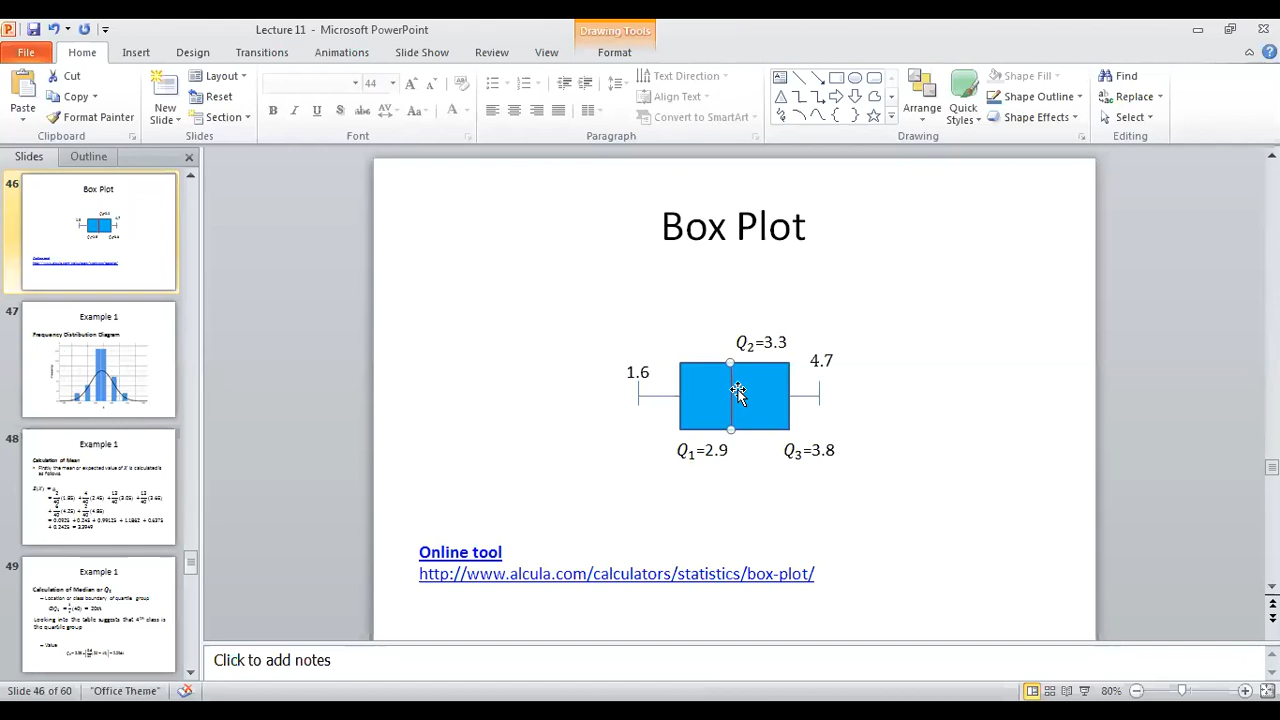 Lecture 11 - Microsoft PowerPoint
Drawing Tools
File Home Insert Design Transitions Animations Slide Show Review View Format
Paste
Cut
Copy
Format Painter
Clipboard
New Slide
Layout
Reset
Section
Slides
44
Font
Text Direction
Align Text
Convert to SmartArt
Paragraph
Arrange
Quick Styles
Shape Fill
Shape Outline
Shape Effects
Drawing
Find
Replace
Select
Editing
Slides Outline
46
Box Plot
47
Example 1
Frequency Distribution Diagram
48
Example 1
Calculation of Mean
49
Example 1
Calculation of Median or Q₂
Box Plot
Q₂=3.3
4.7
1.6
Q₁=2.9 Q₃=3.8
Online tool
http://www.alcula.com/calculators/statistics/box-plot/
Click to add notes
Slide 46 of 60 "Office Theme" 80%